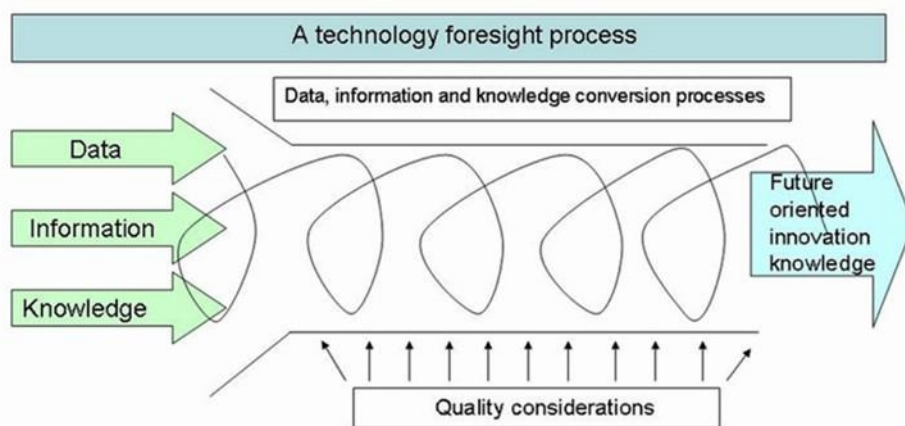 A technology foresight process
Data, information and knowledge conversion processes
Data
Information
Knowledge
Future
oriented
innovation
knowledge
Quality considerations